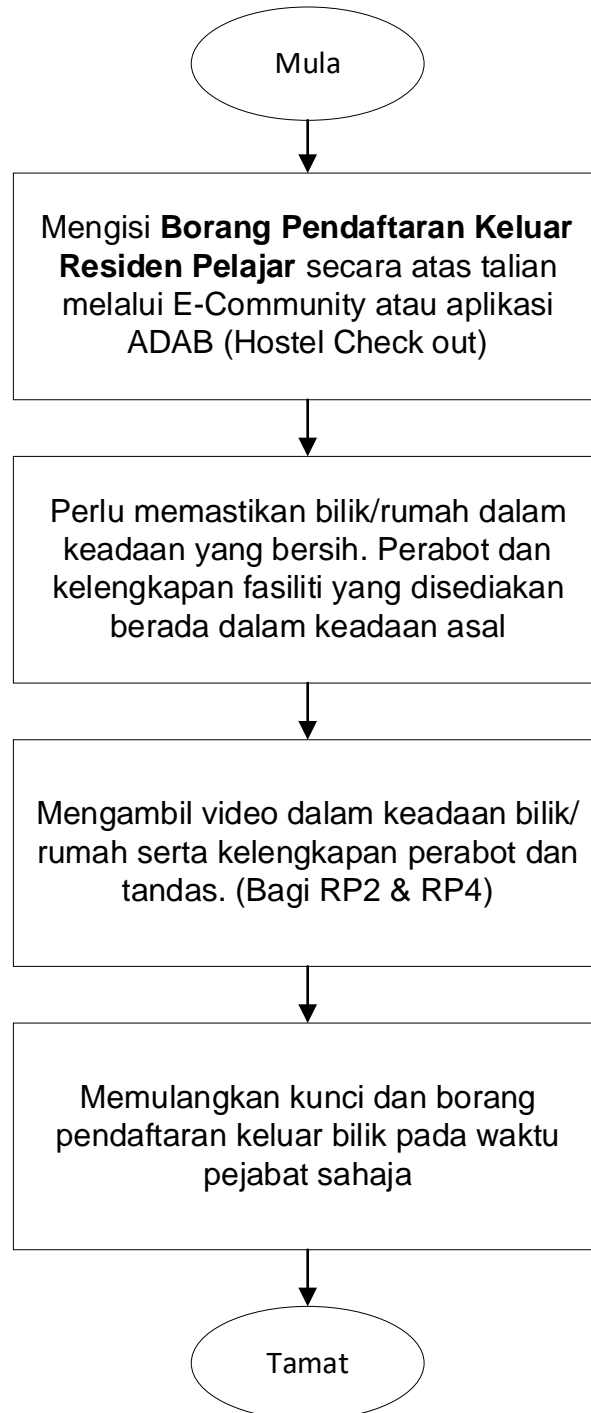 Mula
Mengisi Borang Pendaftaran Keluar
Residen Pelajar secara atas talian
melalui E-Community atau aplikasi
ADAB (Hostel Check out)
Perlu memastikan bilik/rumah dalam
keadaan yang bersih. Perabot dan
kelengkapan fasiliti yang disediakan
berada dalam keadaan asal
Mengambil video dalam keadaan bilik/
rumah serta kelengkapan perabot dan
tandas. (Bagi RP2 & RP4)
Memulangkan kunci dan borang
pendaftaran keluar bilik pada waktu
pejabat sahaja
Tamat